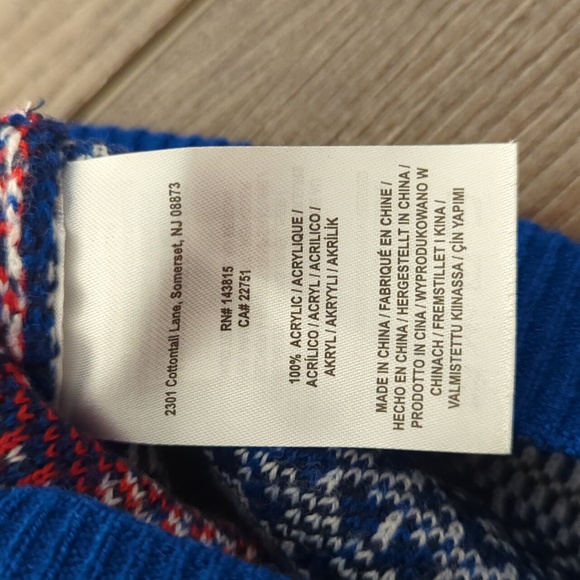 2301 Cottontail Lane, Somerset, NJ 08873
RN# 143815
CA# 22751
100% ACRYLIC / ACRYLIQUE /
ACRÍLICO / ACRYL / ACRILICO /
AKRYL / AKRYYLI / AKRİLİK
MADE IN CHINA / FABRIQUÉ EN CHINE /
HECHO EN CHINA / HERGESTELLT IN CHINA /
PRODOTTO IN CINA / WYPRODUKOWANO W
CHINACH / FREMSTILLET I KINA /
VALMISTETTU KIINASSA / ÇİN YAPIMI